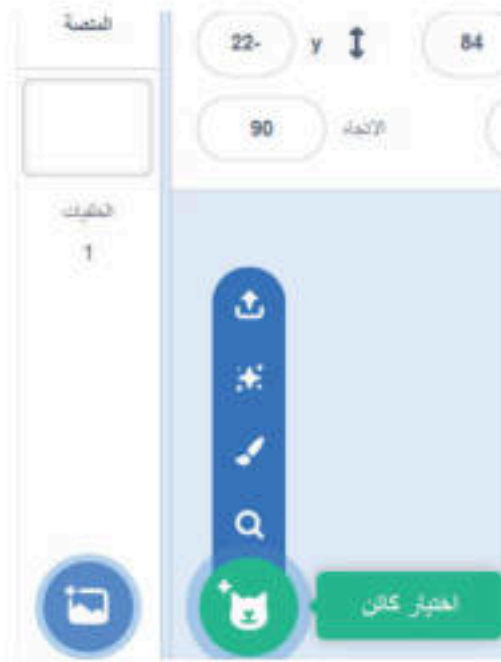 المنصة
84 y 22-
الاتجاه 90
الخلفيات
1
اختيار كائن